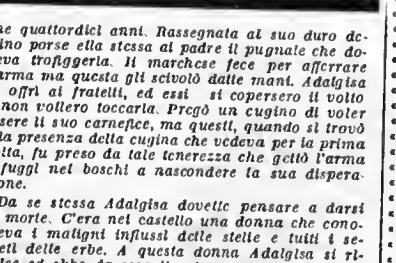 ne quattordici anni. Rassegnata al suo duro de-
ino porse ella stessa al padre il pugnale che do-
eva trafiggerla. Il marchese fece per afferrare
arma ma questa gli scivolò dalle mani. Adalgisa
offrì ai fratelli, ed essi si copersero il volto
non vollero toccarla. Pregò un cugino di voler
ssere il suo carnefice, ma questi, quando si trovò
la presenza della cugina che vedeva per la prima
olta, fu preso da tale tenerezza che gettò l'arma
fuggì nei boschi a nascondere la sua dispera-
one.
Da se stessa Adalgisa dovette pensare a darsi
morte. C'era nel castello una donna che cono-
eva i maligni influssi delle stelle e tutti i se-
reti delle erbe. A questa donna Adalgisa si ri-